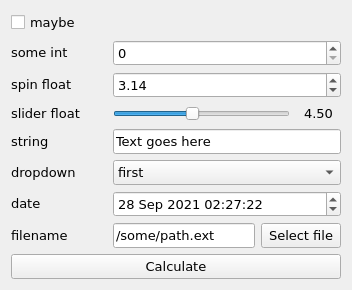 maybe
some int 0
spin float 3.14
slider float 4.50
string Text goes here
dropdown first
date 28 Sep 2021 02:27:22
filename /some/path.ext Select file
Calculate